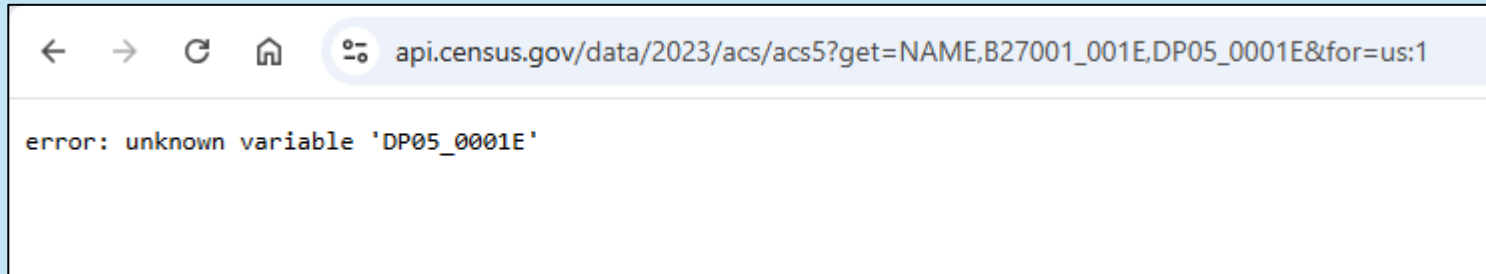 api.census.gov/data/2023/acs/acs5?get=NAME,B27001_001E,DP05_0001E&for=us:1
error: unknown variable 'DP05_0001E'